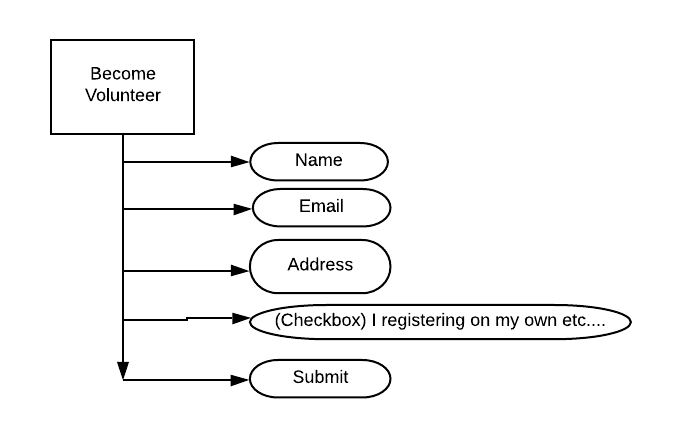 Become
Volunteer
Name
Email
Address
(Checkbox) I registering on my own etc....
Submit